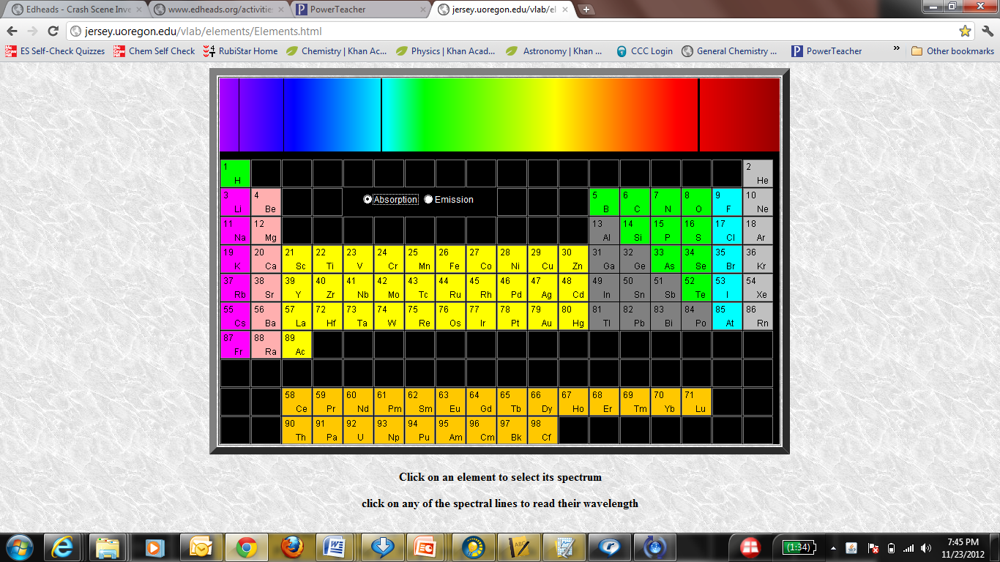 Edheads - Crash Scene Inve
www.edheads.org/activities
PowerTeacher
jersey.uoregon.edu/vlab/el
jersey.uoregon.edu/vlab/elements/Elements.html
ES Self-Check Quizzes
Chem Self Check
RubiStar Home
Chemistry | Khan Ac...
Physics | Khan Acad...
Astronomy | Khan ...
CCC Login
General Chemistry ...
PowerTeacher
Other bookmarks
1 H 2 He
Absorption Emission
3 Li 4 Be 5 B 6 C 7 N 8 O 9 F 10 Ne
11 Na 12 Mg 13 Al 14 Si 15 P 16 S 17 Cl 18 Ar
19 K 20 Ca 21 Sc 22 Ti 23 V 24 Cr 25 Mn 26 Fe 27 Co 28 Ni 29 Cu 30 Zn 31 Ga 32 Ge 33 As 34 Se 35 Br 36 Kr
37 Rb 38 Sr 39 Y 40 Zr 41 Nb 42 Mo 43 Tc 44 Ru 45 Rh 46 Pd 47 Ag 48 Cd 49 In 50 Sn 51 Sb 52 Te 53 I 54 Xe
55 Cs 56 Ba 57 La 72 Hf 73 Ta 74 W 75 Re 76 Os 77 Ir 78 Pt 79 Au 80 Hg 81 Tl 82 Pb 83 Bi 84 Po 85 At 86 Rn
87 Fr 88 Ra 89 Ac
58 Ce 59 Pr 60 Nd 61 Pm 62 Sm 63 Eu 64 Gd 65 Tb 66 Dy 67 Ho 68 Er 69 Tm 70 Yb 71 Lu
90 Th 91 Pa 92 U 93 Np 94 Pu 95 Am 96 Cm 97 Bk 98 Cf
Click on an element to select its spectrum
click on any of the spectral lines to read their wavelength
(1:34)
7:45 PM
11/23/2012